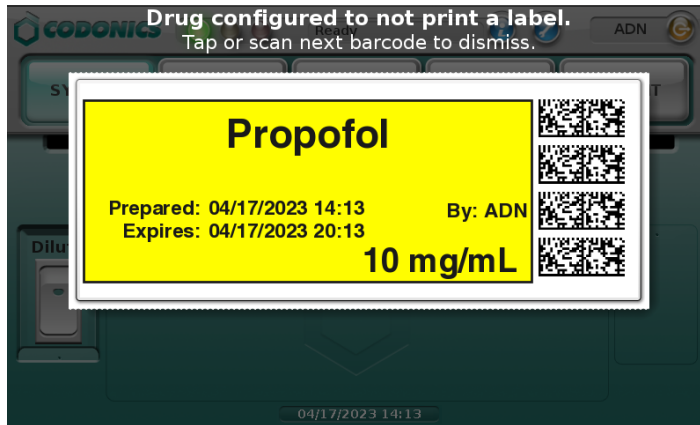 Drug configured to not print a label.
Tap or scan next barcode to dismiss.
CODONICS
Ready
ADN
SY
T
Propofol
Prepared: 04/17/2023 14:13
By: ADN
Expires: 04/17/2023 20:13
10 mg/mL
Dilu
04/17/2023 14:13